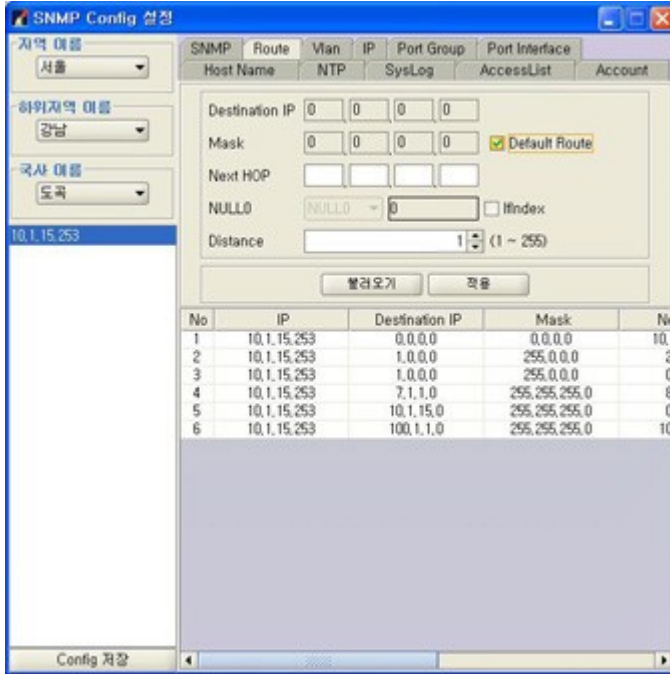 SNMP Config 설정
지역 이름
서울
하위지역 이름
강남
국사 이름
도곡
10,1,15,253
Config 저장
SNMP Route Vlan IP Port Group Port Interface
Host Name NTP SysLog AccessList Account
Destination IP 0 0 0 0
Mask 0 0 0 0 Default Route
Next HOP
NULL0 NULL0 0 IfIndex
Distance 1 (1 ~ 255)
불러오기 적용
No IP Destination IP Mask
1 10,1,15,253 0,0,0,0 0,0,0,0 10,
2 10,1,15,253 1,0,0,0 255,0,0,0
3 10,1,15,253 1,0,0,0 255,0,0,0
4 10,1,15,253 7,1,1,0 255,255,255,0
5 10,1,15,253 10,1,15,0 255,255,255,0
6 10,1,15,253 100,1,1,0 255,255,255,0